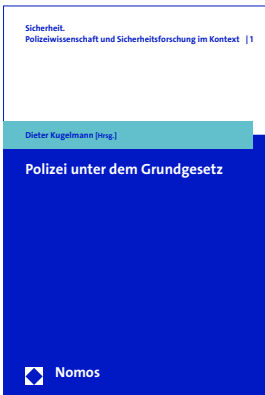 Sicherheit.
Polizeiwissenschaft und Sicherheitsforschung im Kontext | 1
Dieter Kugelmann [Hrsg.]
Polizei unter dem Grundgesetz
Nomos